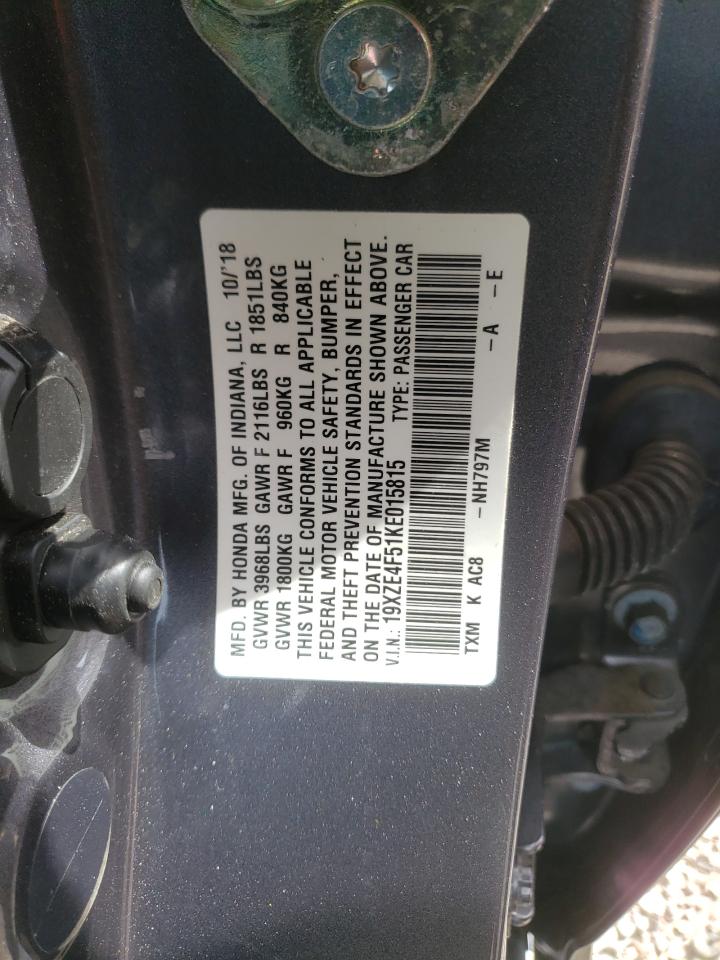 MFD. BY HONDA MFG. OF INDIANA, LLC 10/'18
GVWR 3968LBS GAWR F 2116LBS R 1851LBS
GVWR 1800KG GAWR F 960KG R 840KG
THIS VEHICLE CONFORMS TO ALL APPLICABLE
FEDERAL MOTOR VEHICLE SAFETY, BUMPER,
AND THEFT PREVENTION STANDARDS IN EFFECT
ON THE DATE OF MANUFACTURE SHOWN ABOVE.
V.I.N.: 19XZE4F51KE015815 TYPE: PASSENGER CAR
TXM K AC8 - NH797M - A - E